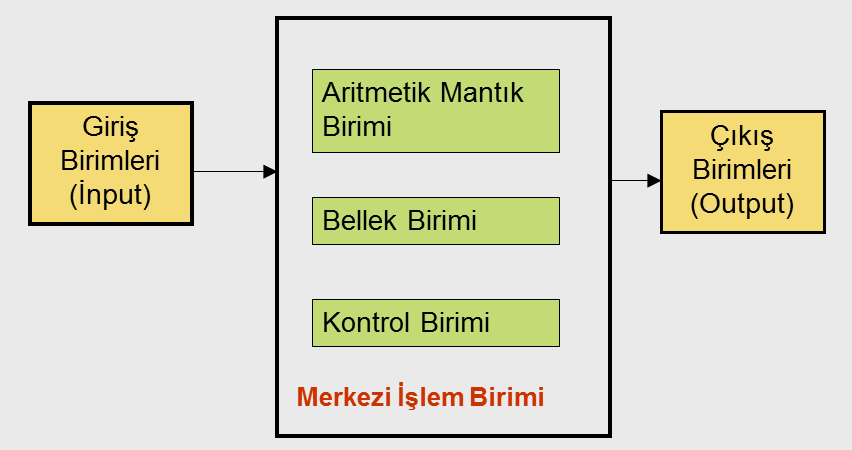 Giriş
Birimleri
(İnput)
Aritmetik Mantık
Birimi
Bellek Birimi
Kontrol Birimi
Merkezi İşlem Birimi
Çıkış
Birimleri
(Output)